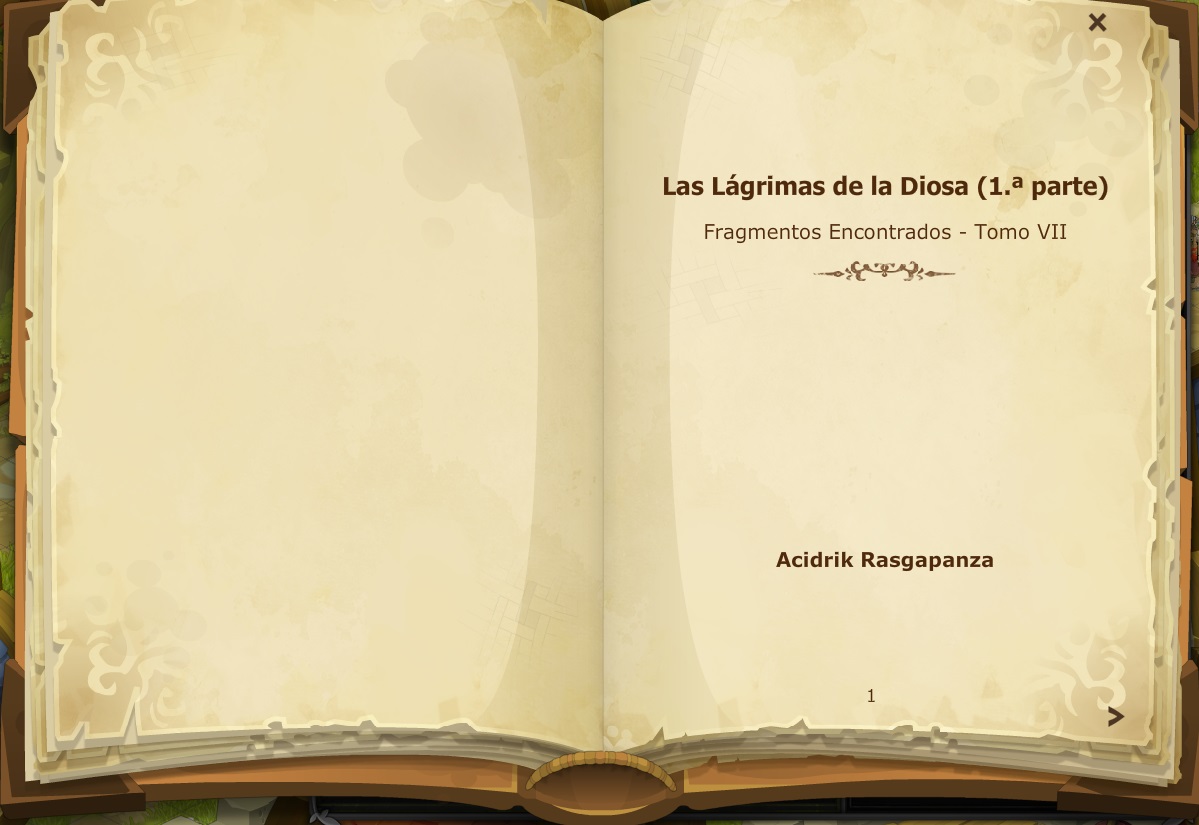 Las Lágrimas de la Diosa (1.ª parte)
Fragmentos Encontrados - Tomo VII
Acidrik Rasgapanza
1